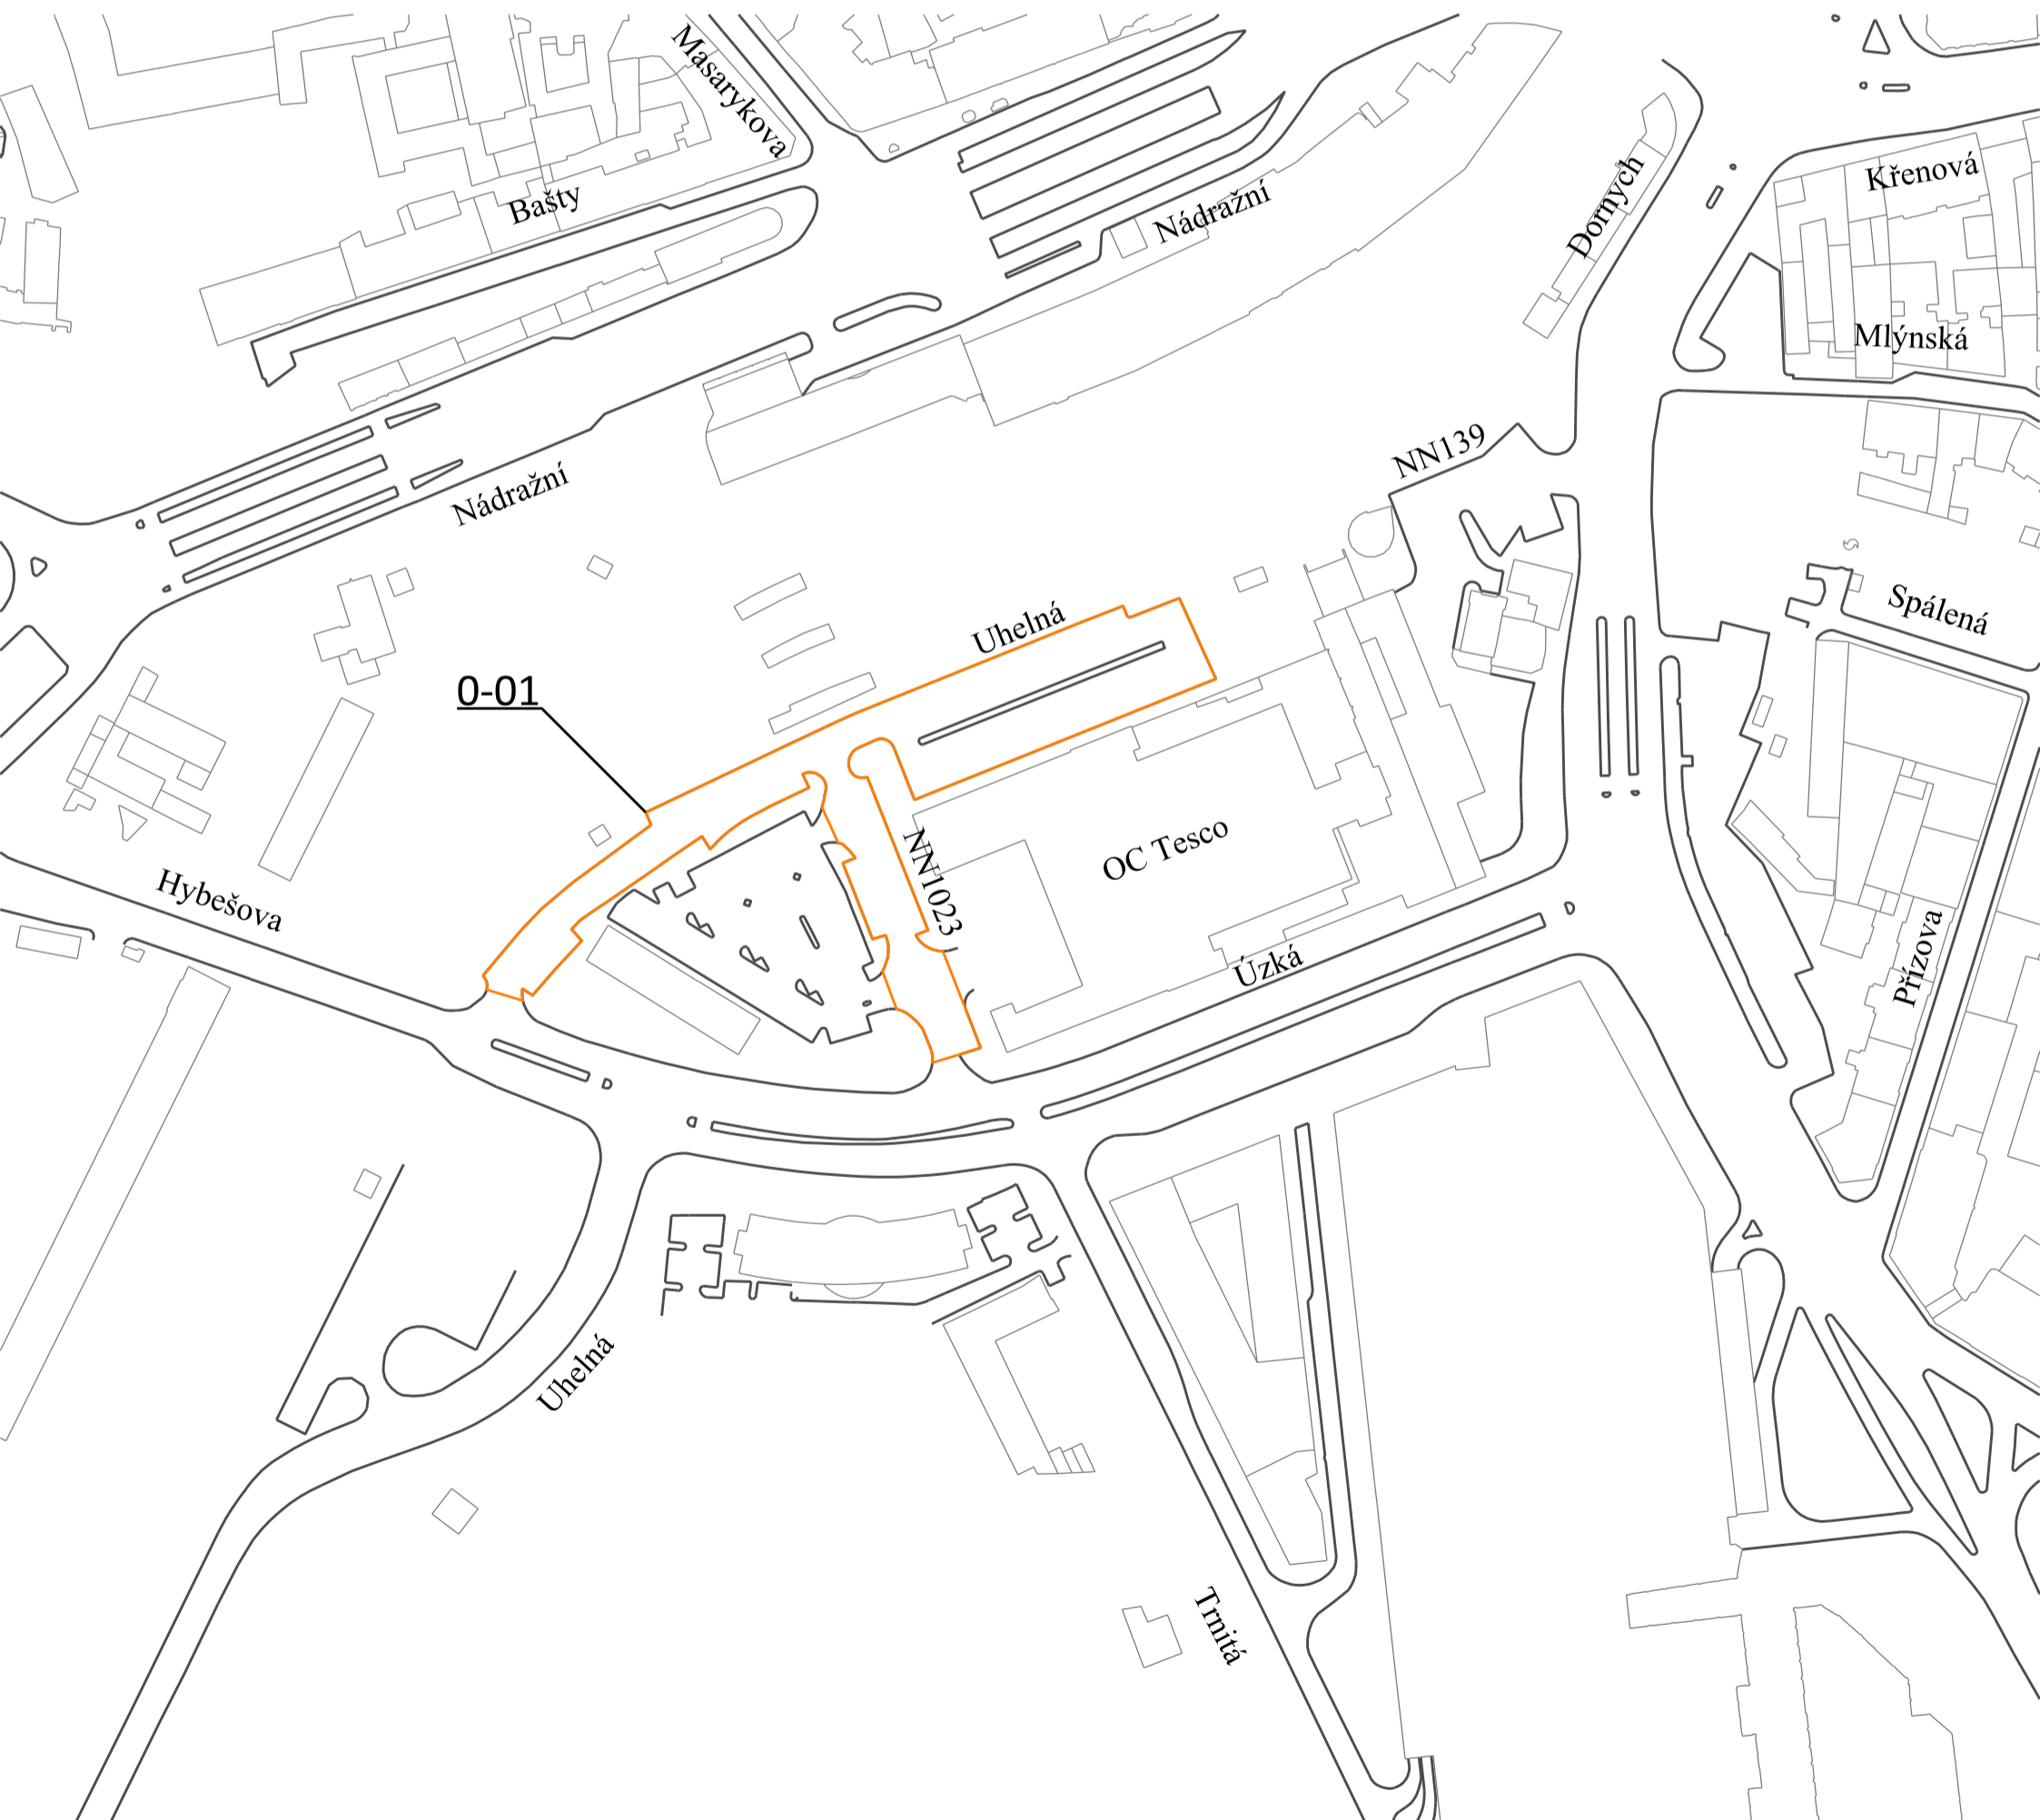 Masarykova
Křenová
Dornych
Bašty
Nádražní
Mlýnská
NN139
Nádražní
Spálená
Uhelná
0-01
OC Tesco
NN1023
Hybešova
Přízova
Úzká
Uhelná
Trnitá